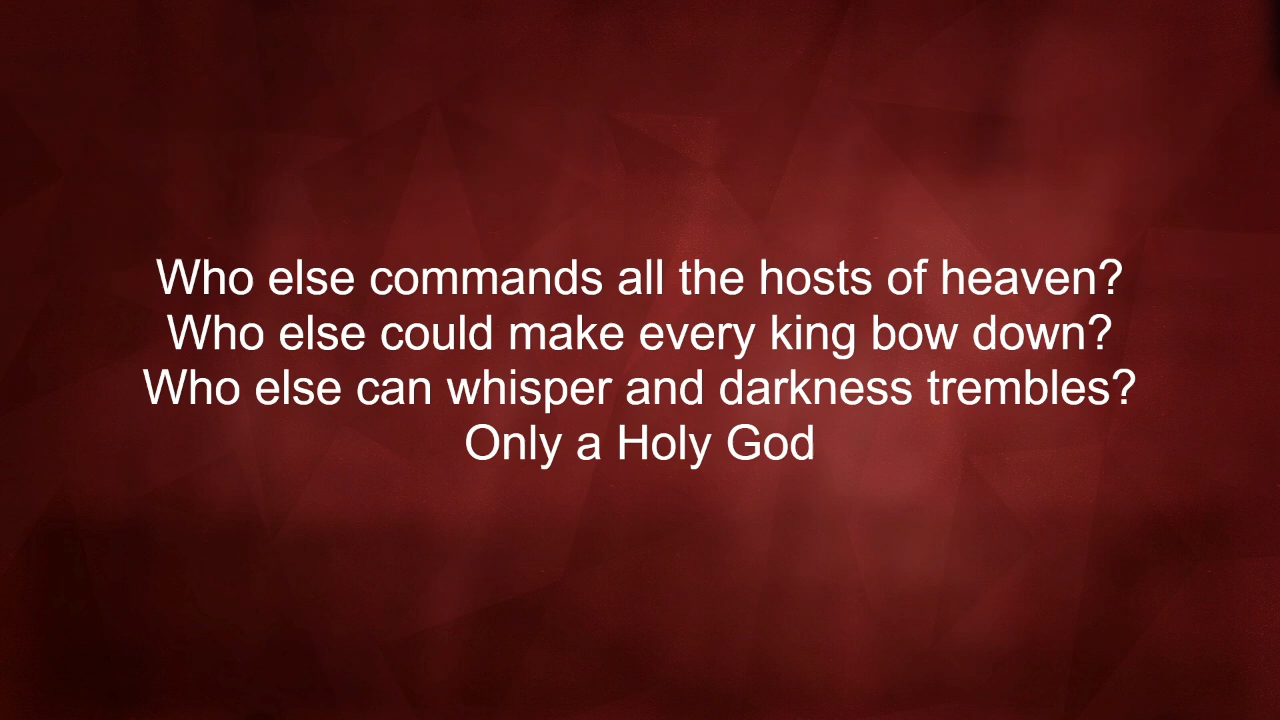 Who else commands all the hosts of heaven?
Who else could make every king bow down?
Who else can whisper and darkness trembles?
Only a Holy God